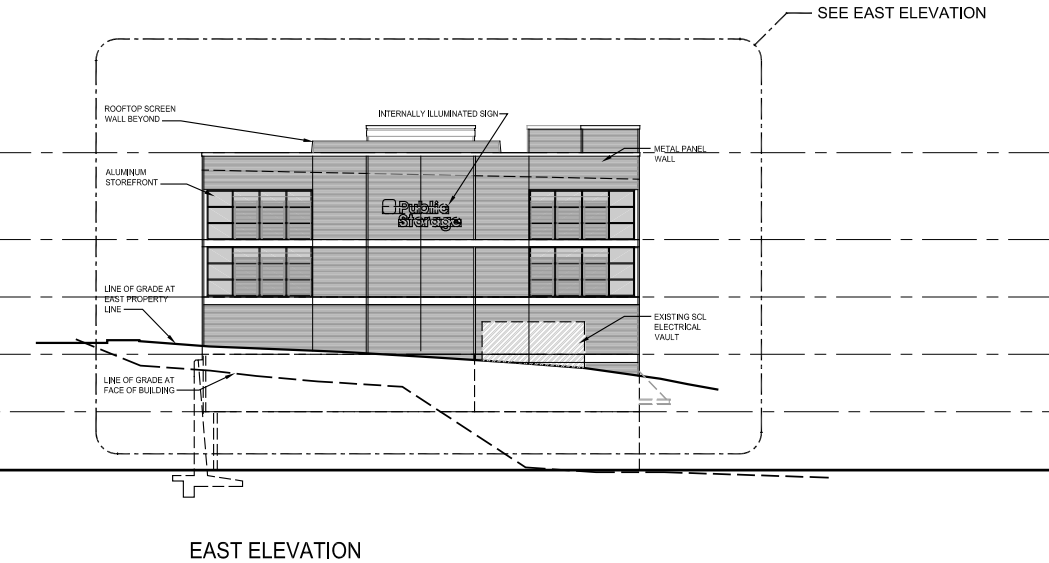 SEE EAST ELEVATION
ROOFTOP SCREEN
WALL BEYOND
INTERNALLY ILLUMINATED SIGN
METAL PANEL
WALL
ALUMINUM
STOREFRONT
Public
Storage
LINE OF GRADE AT
EAST PROPERTY
LINE
EXISTING SCL
ELECTRICAL
VAULT
LINE OF GRADE AT
FACE OF BUILDING
EAST ELEVATION